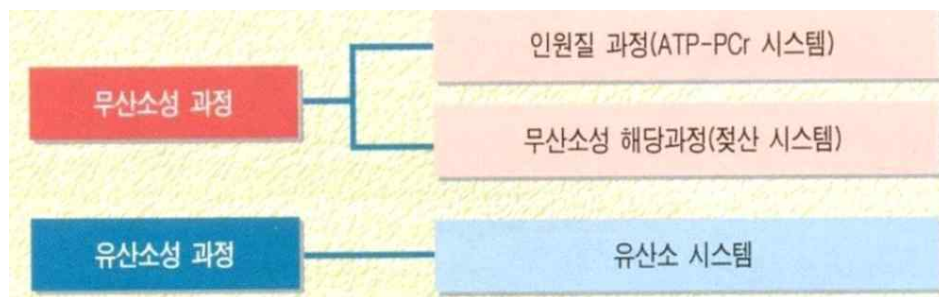 무산소성 과정
인원질 과정(ATP-PCr 시스템)
무산소성 해당과정(젖산 시스템)
유산소성 과정
유산소 시스템